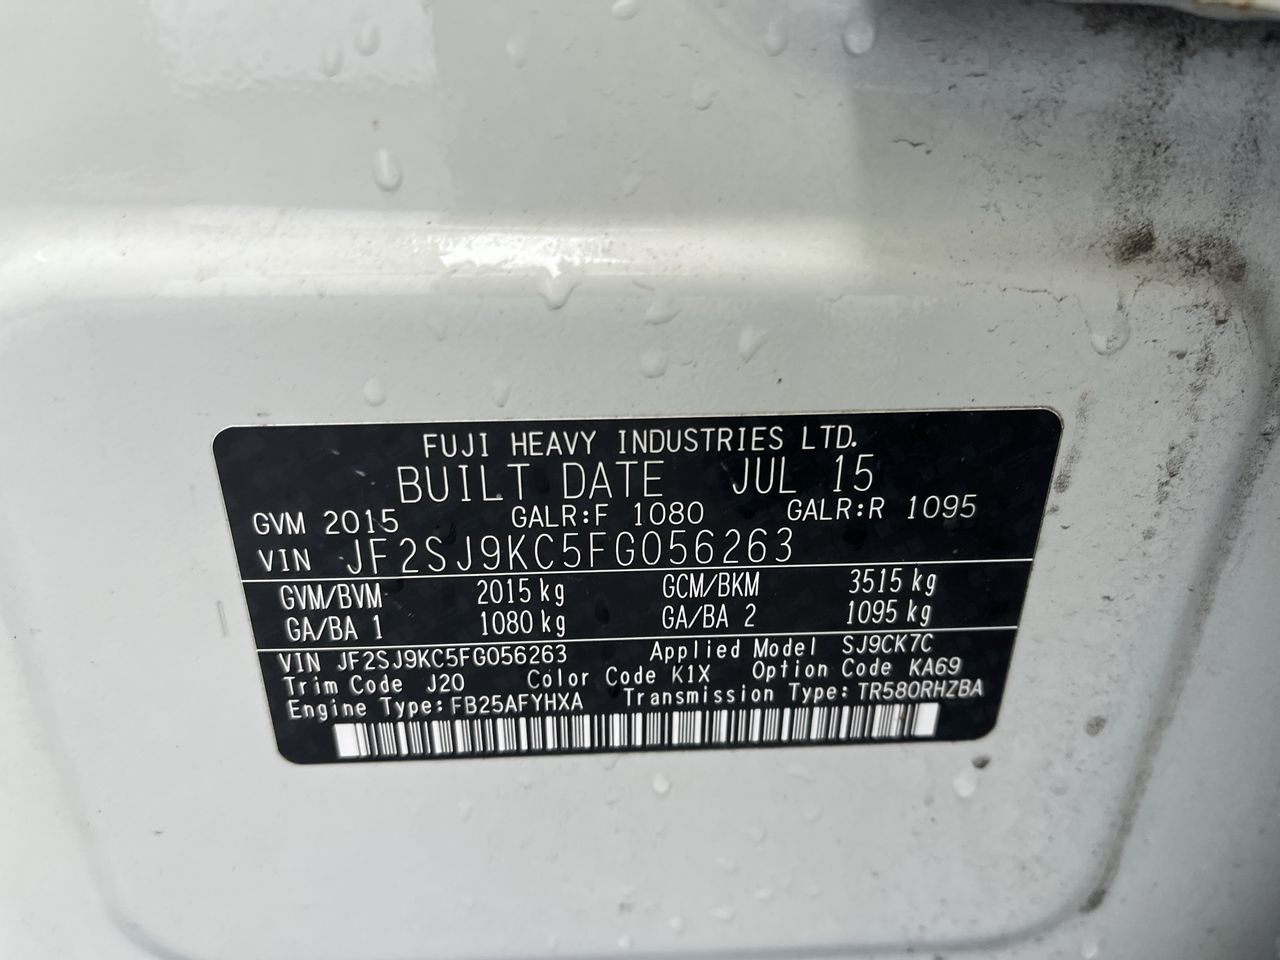 FUJI HEAVY INDUSTRIES LTD.
BUILT DATE JUL 15
GVM 2015 GALR:F 1080 GALR:R 1095
VIN JF2SJ9KC5FG056263
GVM/BVM 2015 kg GCM/BKM 3515 kg
GA/BA 1 1080 kg GA/BA 2 1095 kg
VIN JF2SJ9KC5FG056263 Applied Model SJ9CK7C
Trim Code J20 Color Code K1X Option Code KA69
Engine Type: FB25AFYHXA Transmission Type: TR580RHZBA